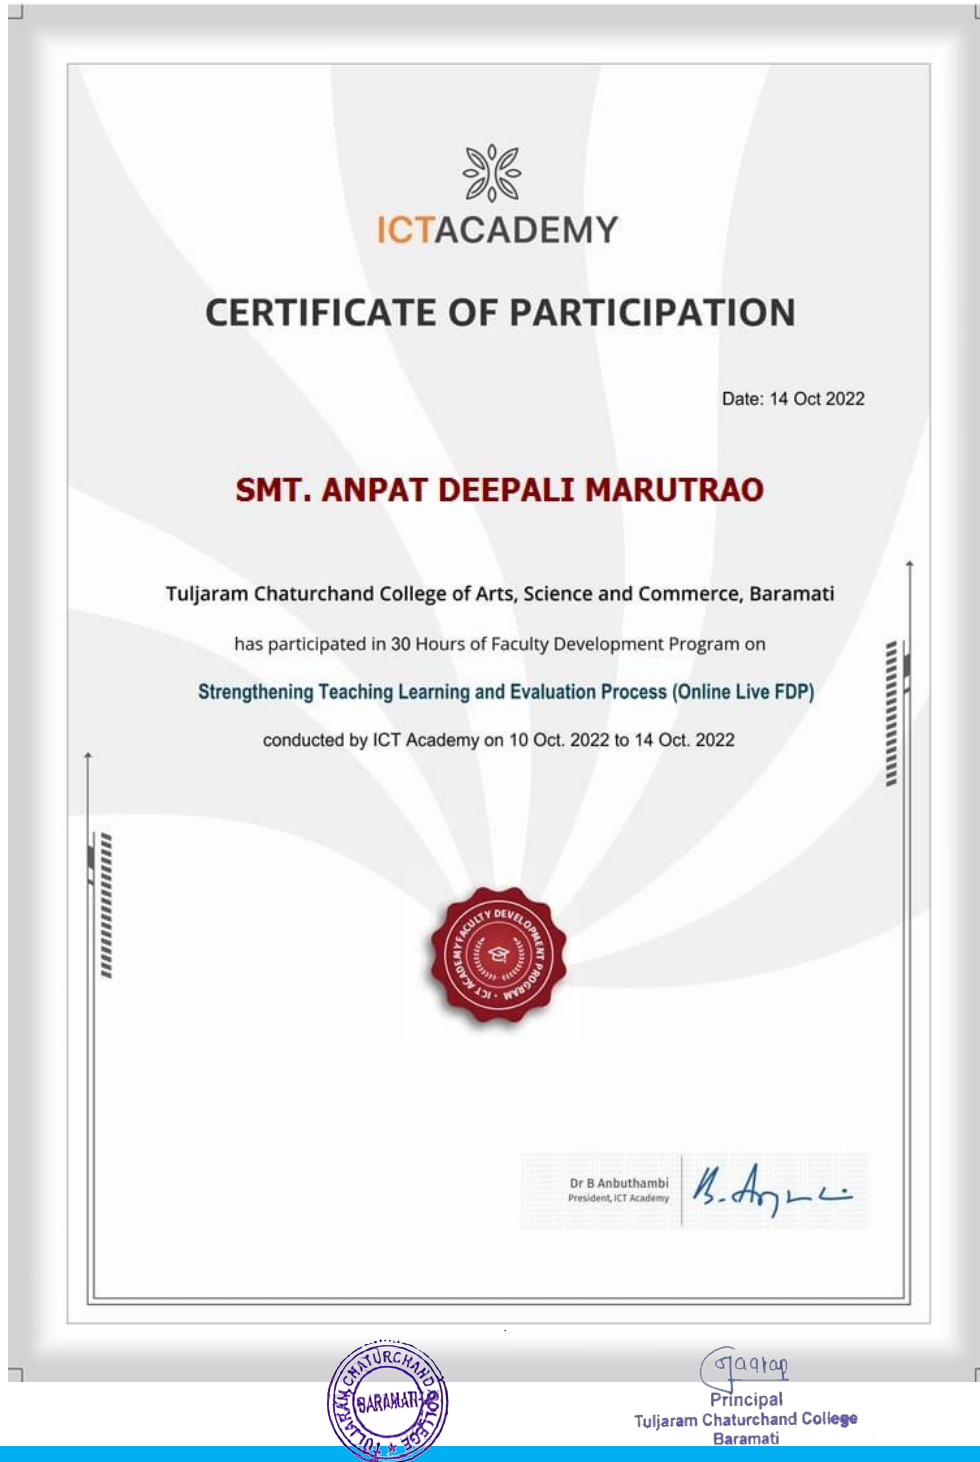 ICTACADEMY
CERTIFICATE OF PARTICIPATION
Date: 14 Oct 2022
SMT. ANPAT DEEPALI MARUTRAO
Tuljaram Chaturchand College of Arts, Science and Commerce, Baramati
has participated in 30 Hours of Faculty Development Program on
Strengthening Teaching Learning and Evaluation Process (Online Live FDP)
conducted by ICT Academy on 10 Oct. 2022 to 14 Oct. 2022
FACULTY DEVELOPMENT PROGRAM · ICT ACADEMY
Dr B Anbuthambi
President, ICT Academy
TULJARAM CHATURCHAND COLLEGE
BARAMATI
Principal
Tuljaram Chaturchand College
Baramati